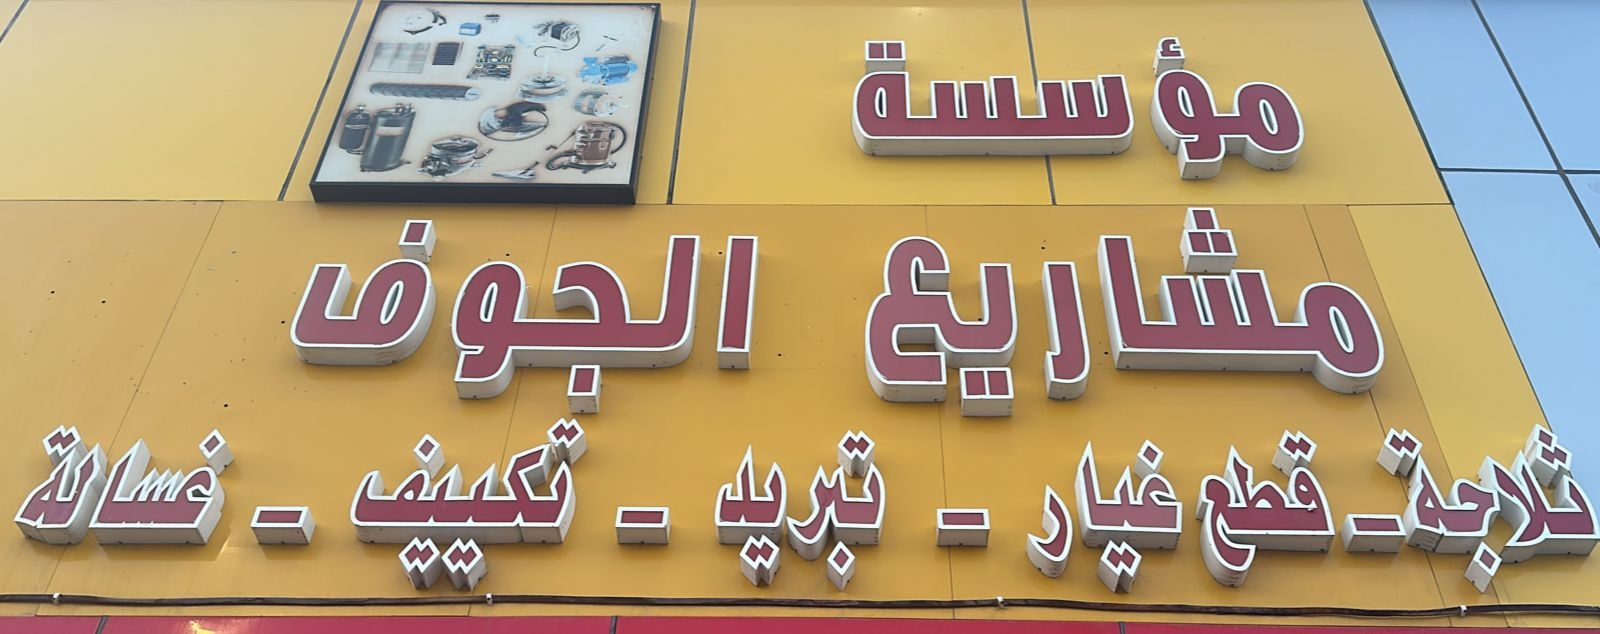 مؤسسة
مشاريع الجوف
ثلاجة - قطع غيار - تبريد - تكييف - غسالة